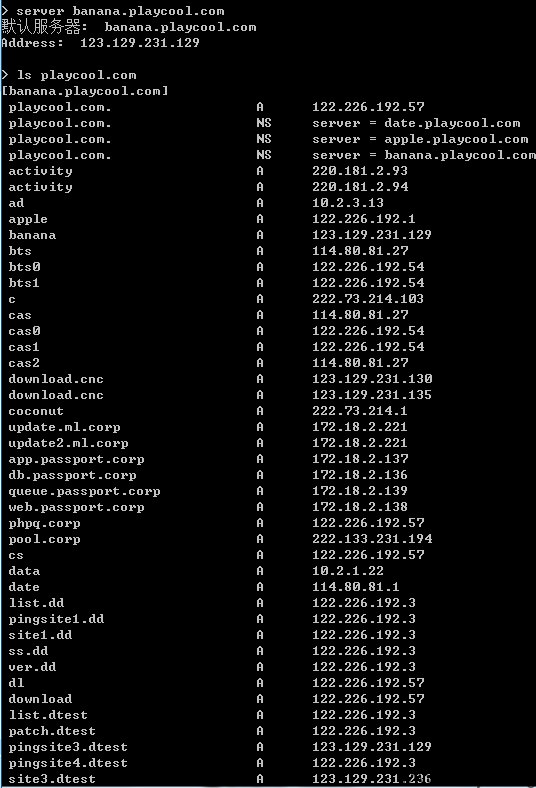 > server banana.playcool.com
默认服务器:  banana.playcool.com
Address:  123.129.231.129
> ls playcool.com
[banana.playcool.com]
playcool.com. A 122.226.192.57
playcool.com. NS server = date.playcool.com
playcool.com. NS server = apple.playcool.com
playcool.com. NS server = banana.playcool.com
activity A 220.181.2.93
activity A 220.181.2.94
ad A 10.2.3.13
apple A 122.226.192.1
banana A 123.129.231.129
bts A 114.80.81.27
bts0 A 122.226.192.54
bts1 A 122.226.192.54
c A 222.73.214.103
cas A 114.80.81.27
cas0 A 122.226.192.54
cas1 A 122.226.192.54
cas2 A 114.80.81.27
download.cnc A 123.129.231.130
download.cnc A 123.129.231.135
coconut A 222.73.214.1
update.ml.corp A 172.18.2.221
update2.ml.corp A 172.18.2.221
app.passport.corp A 172.18.2.137
db.passport.corp A 172.18.2.136
queue.passport.corp A 172.18.2.139
web.passport.corp A 172.18.2.138
phpq.corp A 122.226.192.57
pool.corp A 222.133.231.194
cs A 122.226.192.57
data A 10.2.1.22
date A 114.80.81.1
list.dd A 122.226.192.3
pingsite1.dd A 122.226.192.3
site1.dd A 122.226.192.3
ss.dd A 122.226.192.3
ver.dd A 122.226.192.3
dl A 122.226.192.57
download A 122.226.192.57
list.dtest A 122.226.192.3
patch.dtest A 122.226.192.3
pingsite3.dtest A 123.129.231.129
pingsite4.dtest A 122.226.192.3
site3.dtest A 123.129.231.236